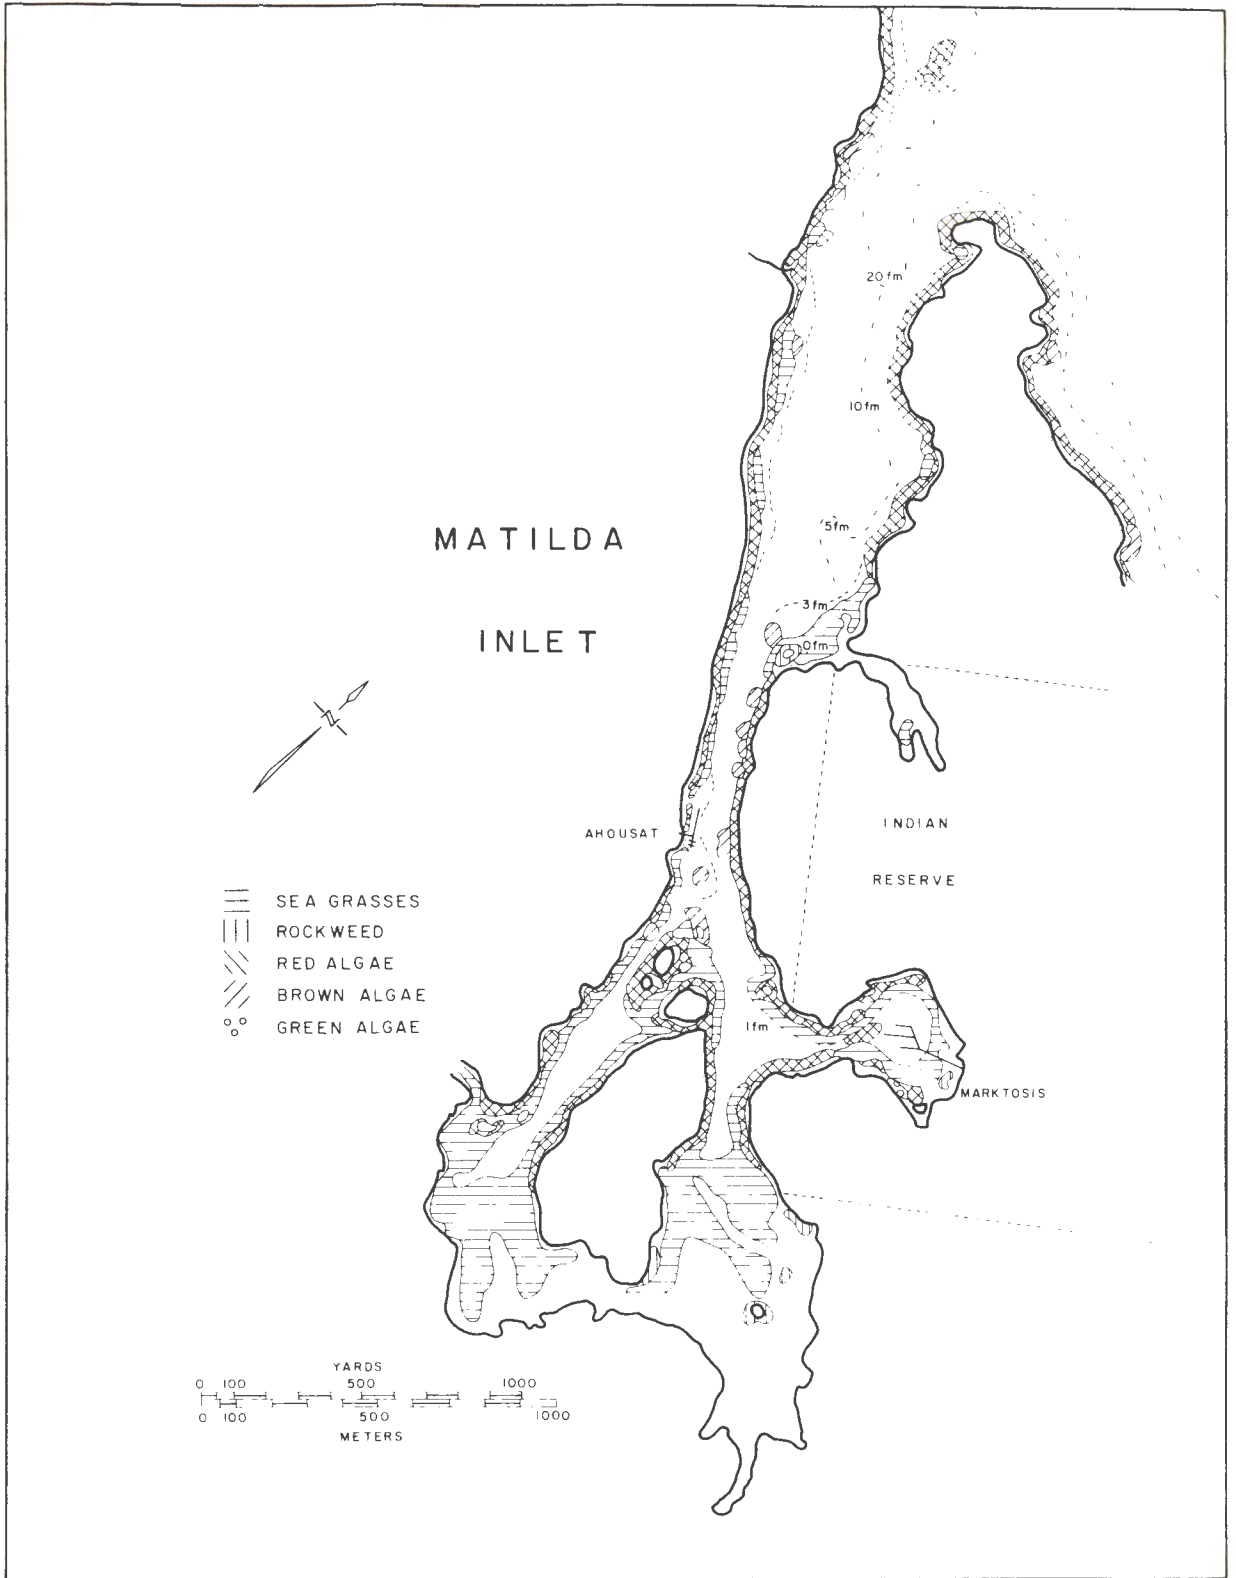 20 fm
10 fm
5 fm
MATILDA
INLET
3 fm
0 fm
N
AHOUSAT
INDIAN
RESERVE
SEA GRASSES
ROCKWEED
RED ALGAE
BROWN ALGAE
GREEN ALGAE
1 fm
MARKTOSIS
YARDS
0 100 500 1000
0 100 500 1000
METERS